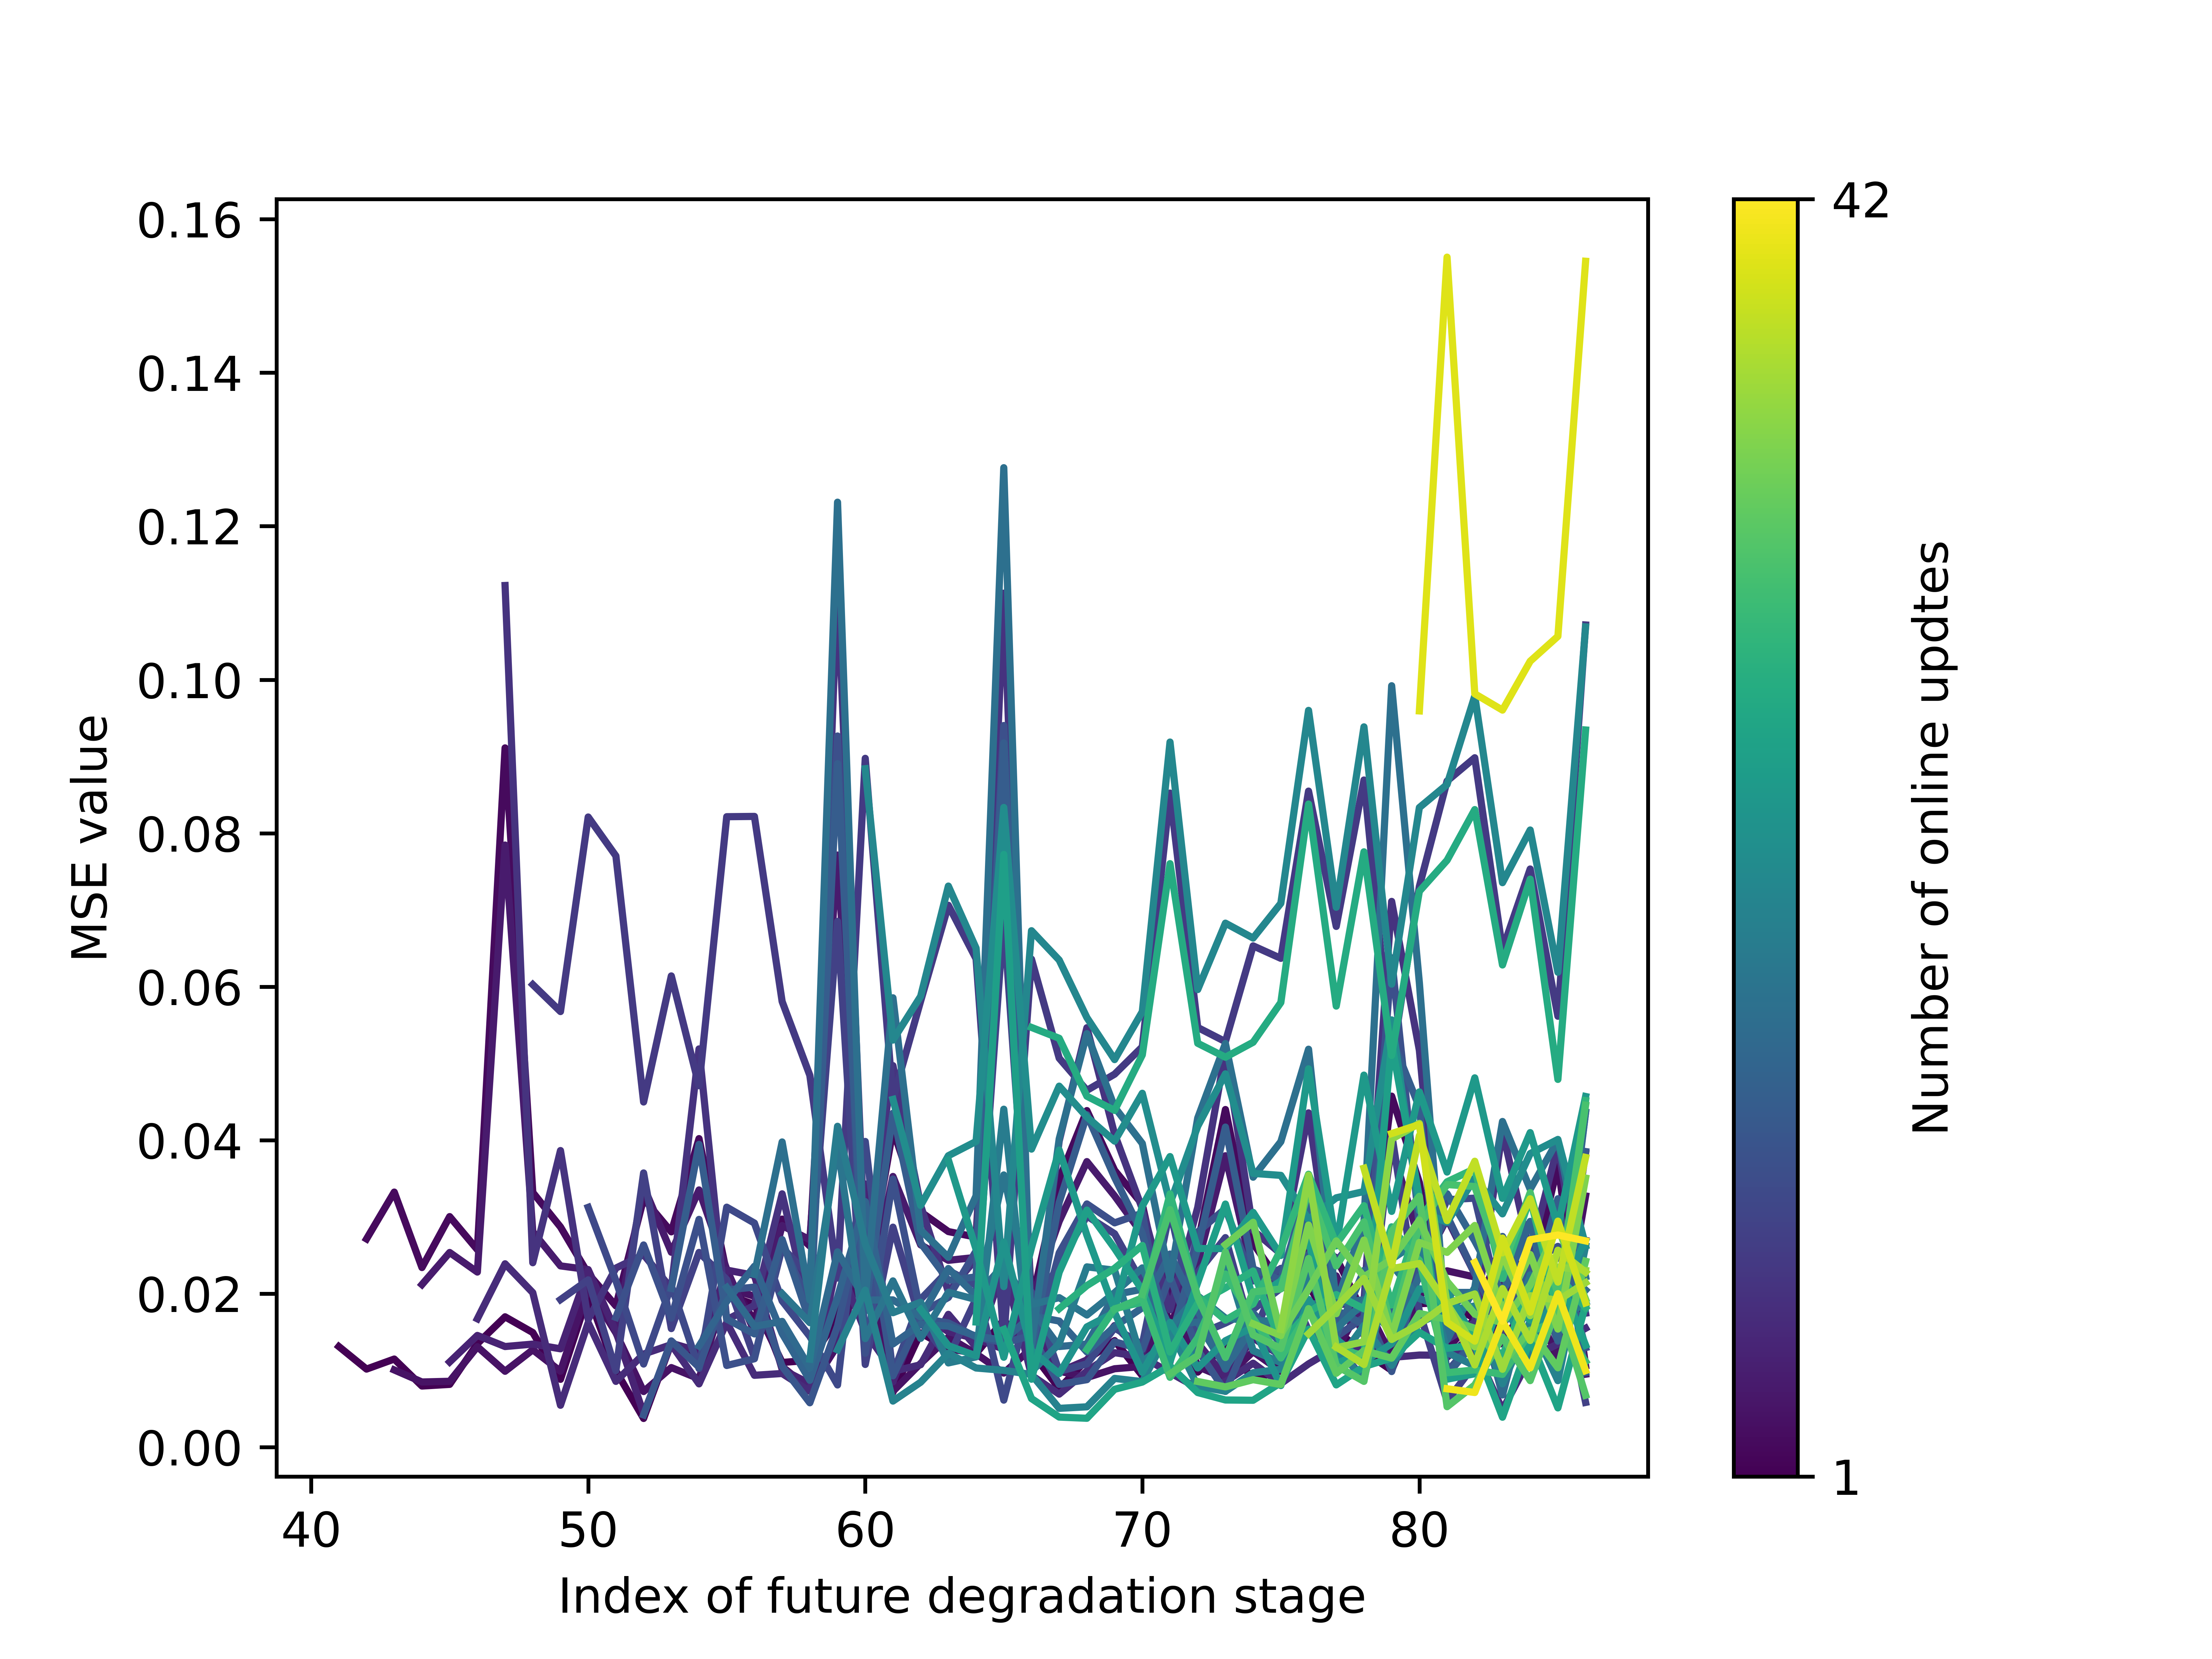 0.16
0.14
0.12
0.10
0.08
0.06
0.04
0.02
0.00
MSE value
40 50 60 70 80
Index of future degradation stage
42
1
Number of online updtes